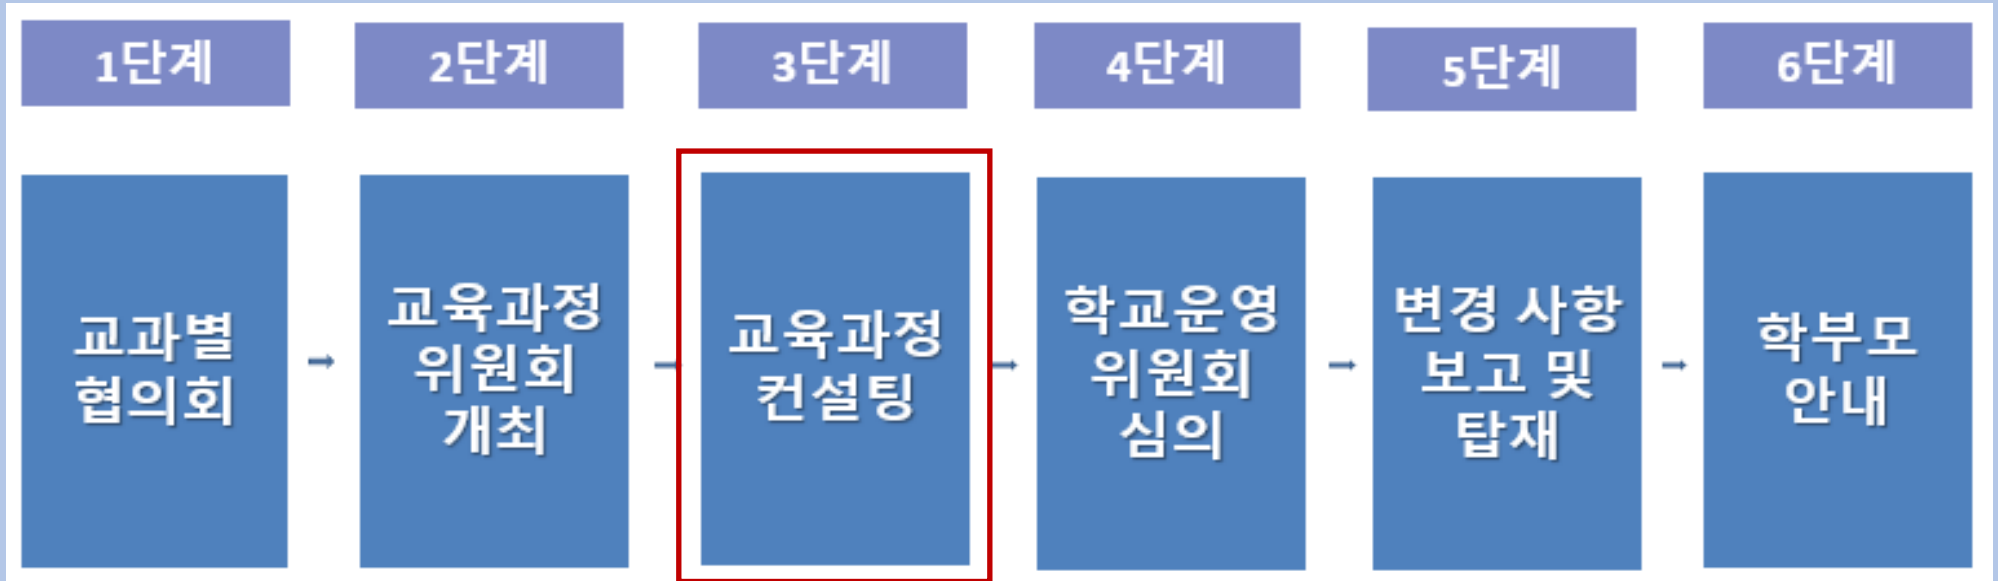 1단계
2단계
3단계
4단계
5단계
6단계
교과별
협의회
교육과정
위원회
개최
교육과정
컨설팅
학교운영
위원회
심의
변경 사항
보고 및
탑재
학부모
안내